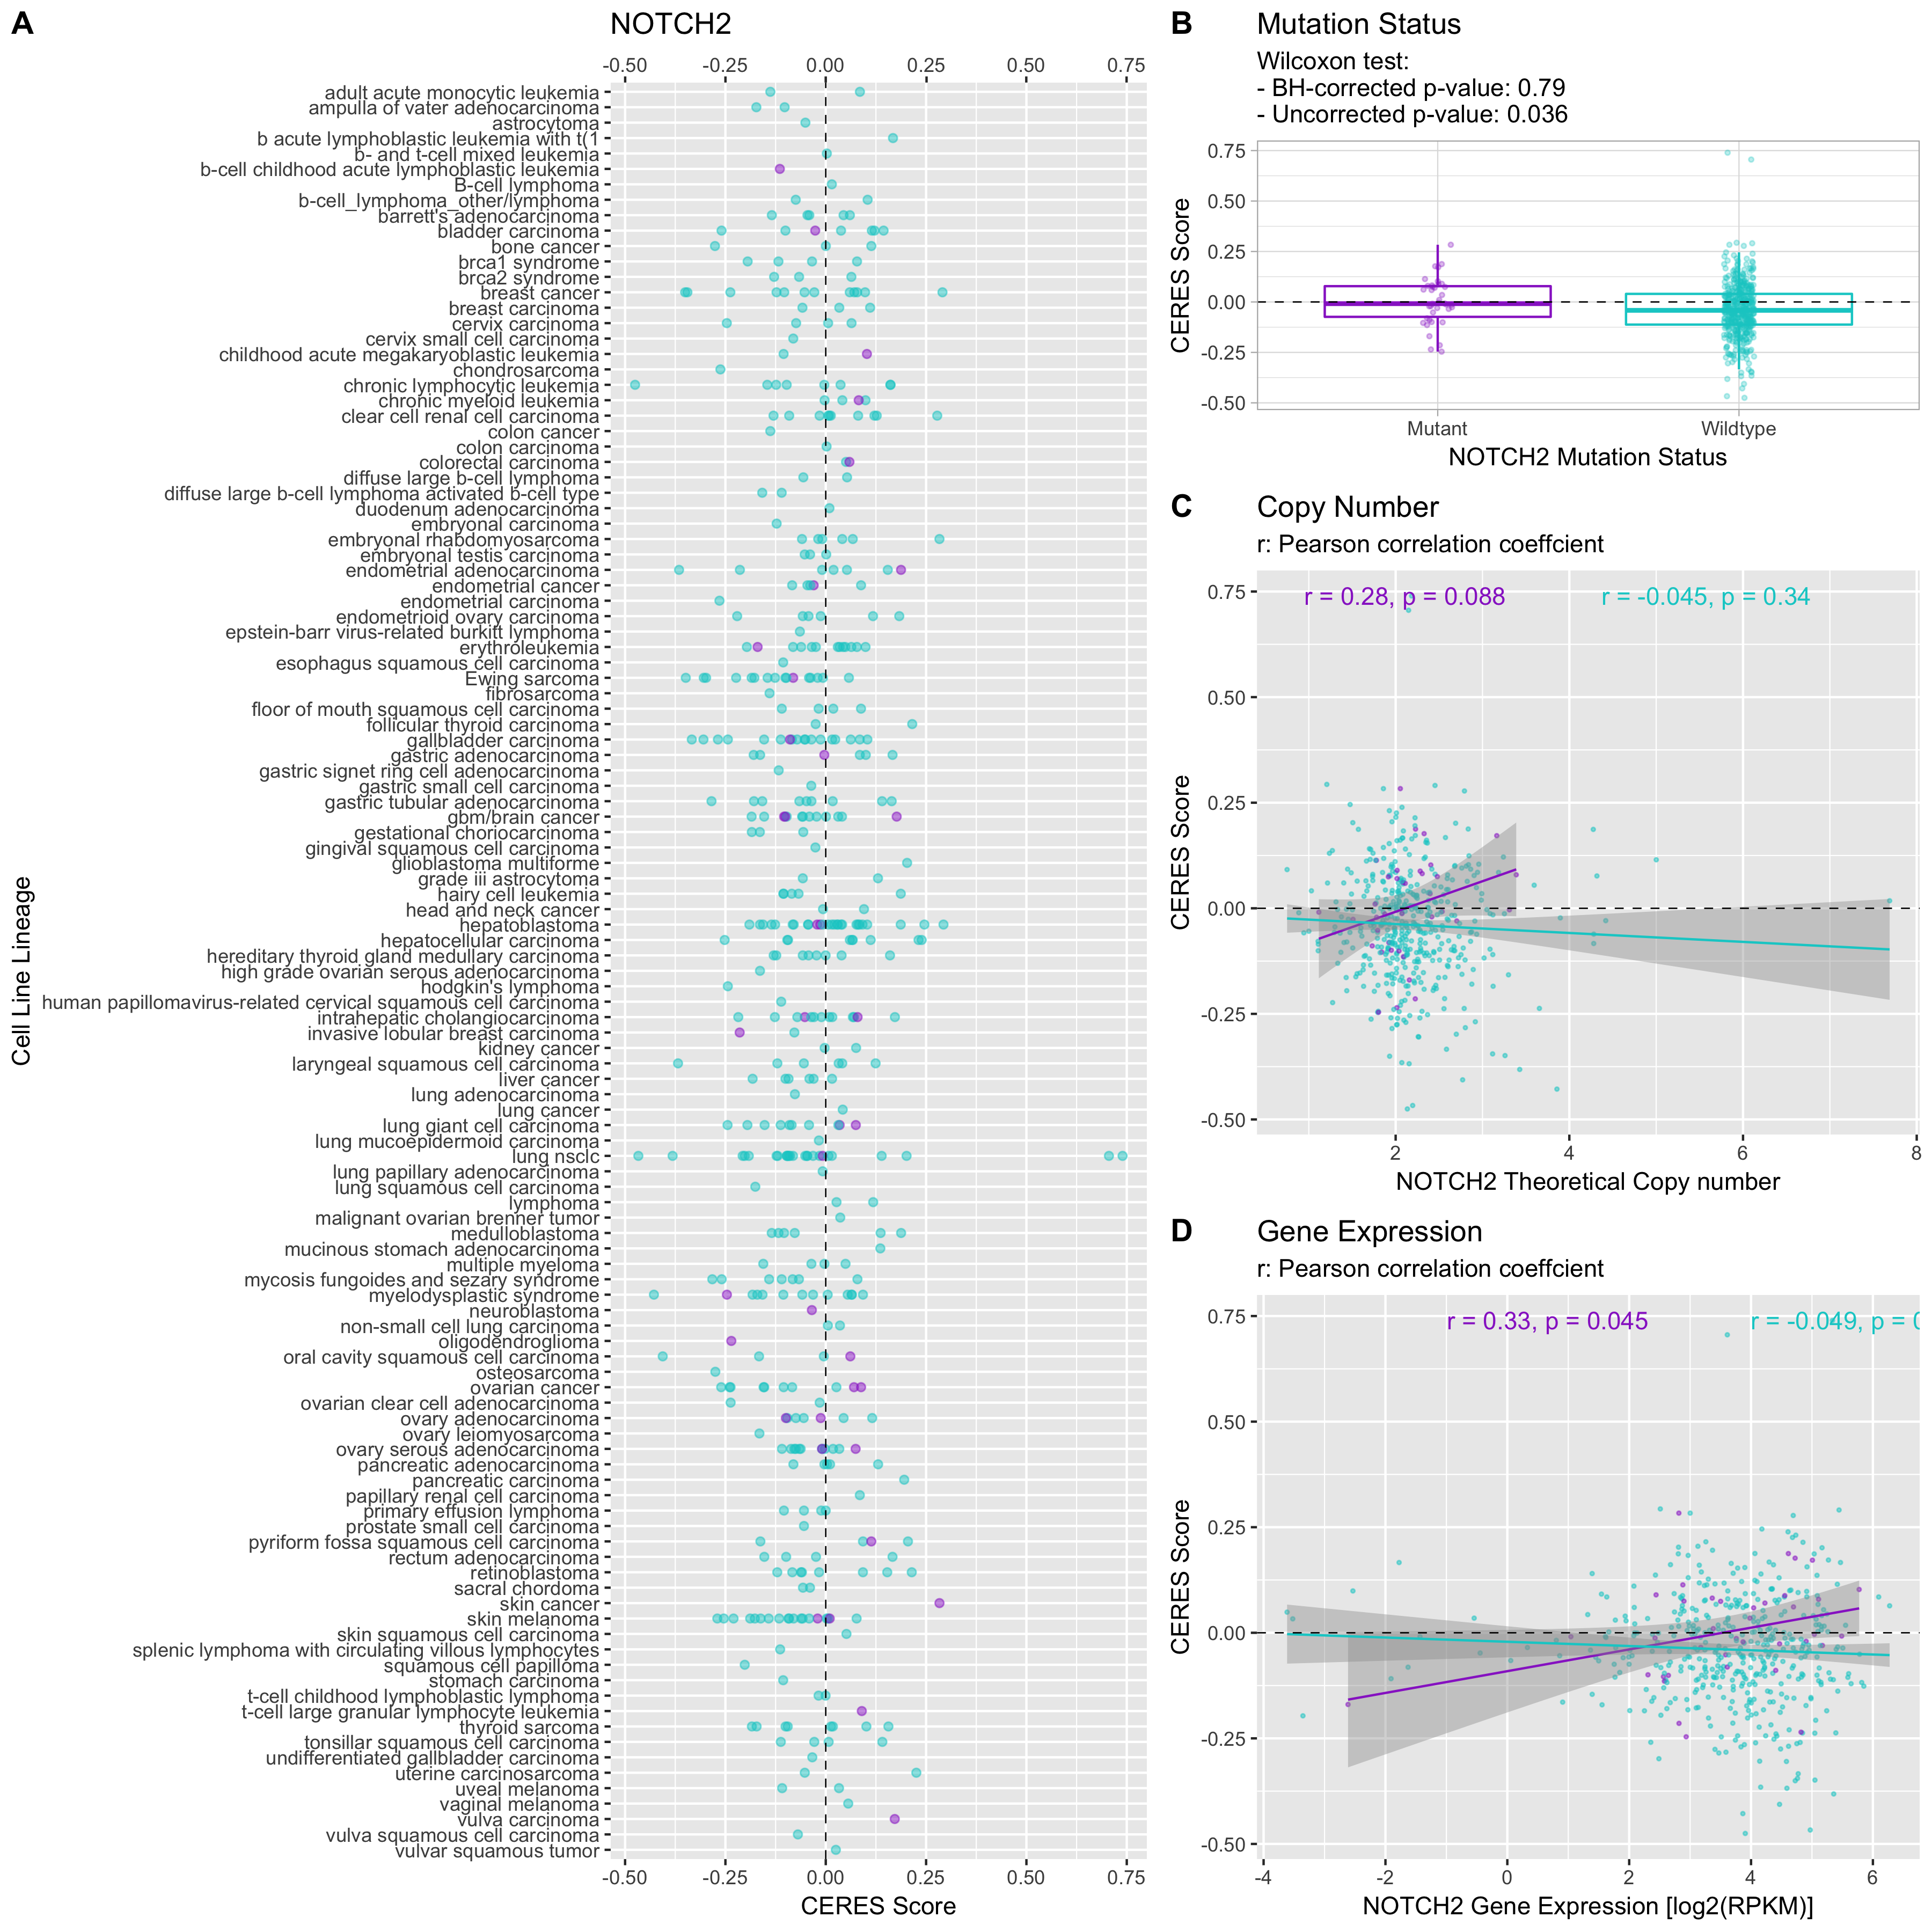 A
NOTCH2
-0.50 -0.25 0.00 0.25 0.50 0.75
Cell Line Lineage
adult acute monocytic leukemia
ampulla of vater adenocarcinoma
astrocytoma
b acute lymphoblastic leukemia with t(1
b- and t-cell mixed leukemia
b-cell childhood acute lymphoblastic leukemia
B-cell lymphoma
b-cell_lymphoma_other/lymphoma
barrett's adenocarcinoma
bladder carcinoma
bone cancer
brca1 syndrome
brca2 syndrome
breast cancer
breast carcinoma
cervix carcinoma
cervix small cell carcinoma
childhood acute megakaryoblastic leukemia
chondrosarcoma
chronic lymphocytic leukemia
chronic myeloid leukemia
clear cell renal cell carcinoma
colon cancer
colon carcinoma
colorectal carcinoma
diffuse large b-cell lymphoma
diffuse large b-cell lymphoma activated b-cell type
duodenum adenocarcinoma
embryonal carcinoma
embryonal rhabdomyosarcoma
embryonal testis carcinoma
endometrial adenocarcinoma
endometrial cancer
endometrial carcinoma
endometrioid ovary carcinoma
epstein-barr virus-related burkitt lymphoma
erythroleukemia
esophagus squamous cell carcinoma
Ewing sarcoma
fibrosarcoma
floor of mouth squamous cell carcinoma
follicular thyroid carcinoma
gallbladder carcinoma
gastric adenocarcinoma
gastric signet ring cell adenocarcinoma
gastric small cell carcinoma
gastric tubular adenocarcinoma
gbm/brain cancer
gestational choriocarcinoma
gingival squamous cell carcinoma
glioblastoma multiforme
grade iii astrocytoma
hairy cell leukemia
head and neck cancer
hepatoblastoma
hepatocellular carcinoma
hereditary thyroid gland medullary carcinoma
high grade ovarian serous adenocarcinoma
hodgkin's lymphoma
human papillomavirus-related cervical squamous cell carcinoma
intrahepatic cholangiocarcinoma
invasive lobular breast carcinoma
kidney cancer
laryngeal squamous cell carcinoma
liver cancer
lung adenocarcinoma
lung cancer
lung giant cell carcinoma
lung mucoepidermoid carcinoma
lung nsclc
lung papillary adenocarcinoma
lung squamous cell carcinoma
lymphoma
malignant ovarian brenner tumor
medulloblastoma
mucinous stomach adenocarcinoma
multiple myeloma
mycosis fungoides and sezary syndrome
myelodysplastic syndrome
neuroblastoma
non-small cell lung carcinoma
oligodendroglioma
oral cavity squamous cell carcinoma
osteosarcoma
ovarian cancer
ovarian clear cell adenocarcinoma
ovary adenocarcinoma
ovary leiomyosarcoma
ovary serous adenocarcinoma
pancreatic adenocarcinoma
pancreatic carcinoma
papillary renal cell carcinoma
primary effusion lymphoma
prostate small cell carcinoma
pyriform fossa squamous cell carcinoma
rectum adenocarcinoma
retinoblastoma
sacral chordoma
skin cancer
skin melanoma
skin squamous cell carcinoma
splenic lymphoma with circulating villous lymphocytes
squamous cell papilloma
stomach carcinoma
t-cell childhood lymphoblastic lymphoma
t-cell large granular lymphocyte leukemia
thyroid sarcoma
tonsillar squamous cell carcinoma
undifferentiated gallbladder carcinoma
uterine carcinosarcoma
uveal melanoma
vaginal melanoma
vulva carcinoma
vulva squamous cell carcinoma
vulvar squamous tumor
-0.50 -0.25 0.00 0.25 0.50 0.75
CERES Score
B
Mutation Status
Wilcoxon test:
- BH-corrected p-value: 0.79
- Uncorrected p-value: 0.036
CERES Score
0.75
0.50
0.25
0.00
-0.25
-0.50
Mutant Wildtype
NOTCH2 Mutation Status
C
Copy Number
r: Pearson correlation coeffcient
r = 0.28, p = 0.088 r = -0.045, p = 0.34
CERES Score
0.75
0.50
0.25
0.00
-0.25
-0.50
2 4 6 8
NOTCH2 Theoretical Copy number
D
Gene Expression
r: Pearson correlation coeffcient
r = 0.33, p = 0.045 r = -0.049, p = 0
CERES Score
0.75
0.50
0.25
0.00
-0.25
-0.50
-4 -2 0 2 4 6
NOTCH2 Gene Expression [log2(RPKM)]